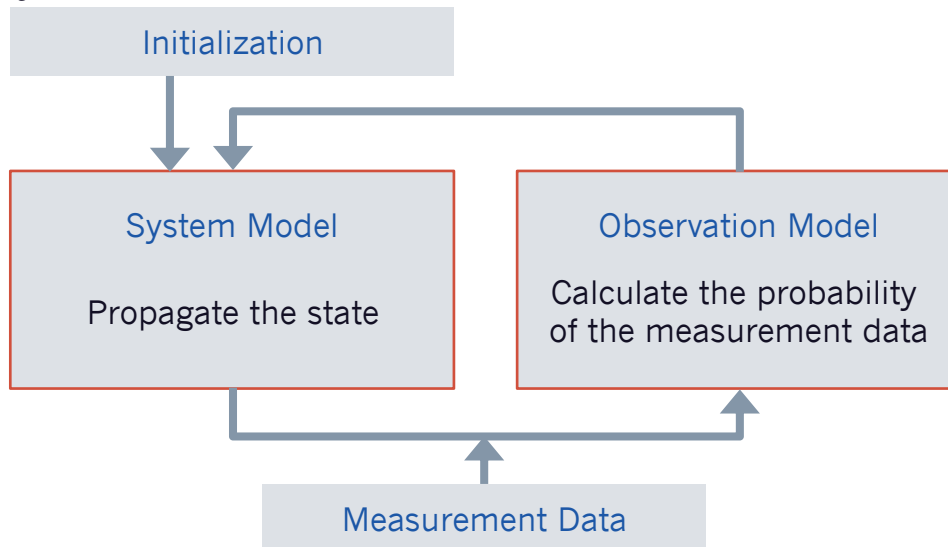 Initialization
System Model
Propagate the state
Observation Model
Calculate the probability
of the measurement data
Measurement Data